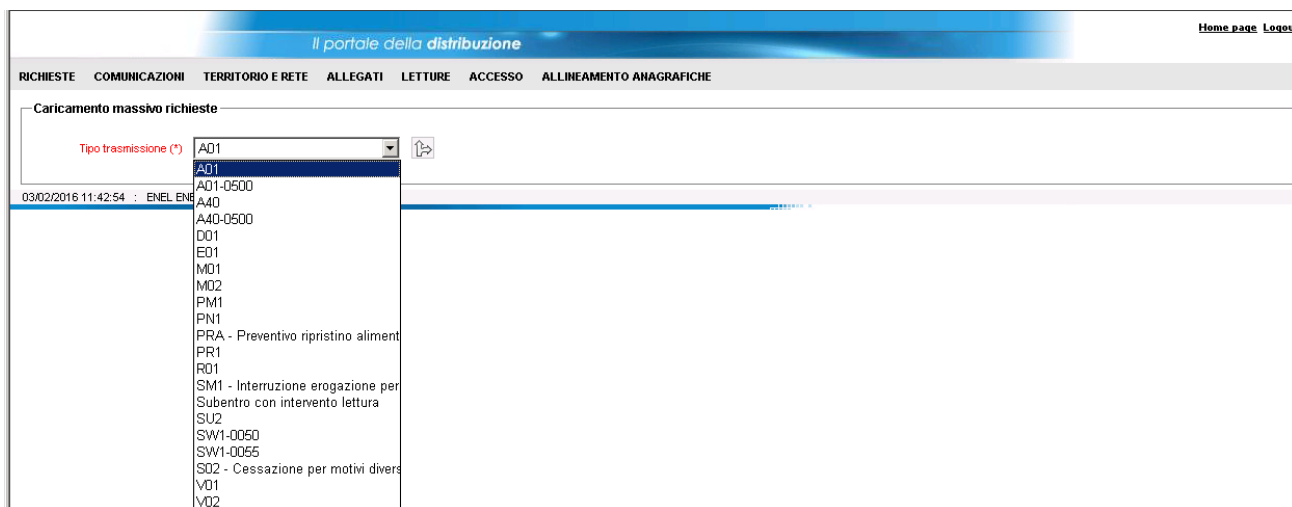 Home page Logou
Il portale della distribuzione
RICHIESTE COMUNICAZIONI TERRITORIO E RETE ALLEGATI LETTURE ACCESSO ALLINEAMENTO ANAGRAFICHE
Caricamento massivo richieste
Tipo trasmissione (*) A01
A01
A01-0500
03/02/2016 11:42:54 : ENEL ENE
A40
A40-0500
D01
E01
M01
M02
PM1
PN1
PRA - Preventivo ripristino aliment
PR1
R01
SM1 - Interruzione erogazione per
Subentro con intervento lettura
SU2
SW1-0050
SW1-0055
S02 - Cessazione per motivi divers
V01
V02